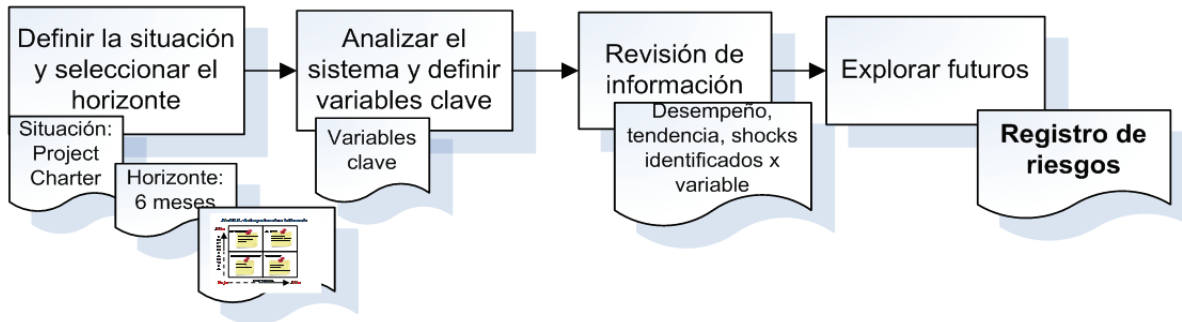 Definir la situación
y seleccionar el
horizonte
Situación:
Project
Charter
Horizonte:
6 meses
Analizar el
sistema y definir
variables clave
Variables
clave
Revisión de
información
Desempeño,
tendencia, shocks
identificados x
variable
Explorar futuros
Registro de
riesgos